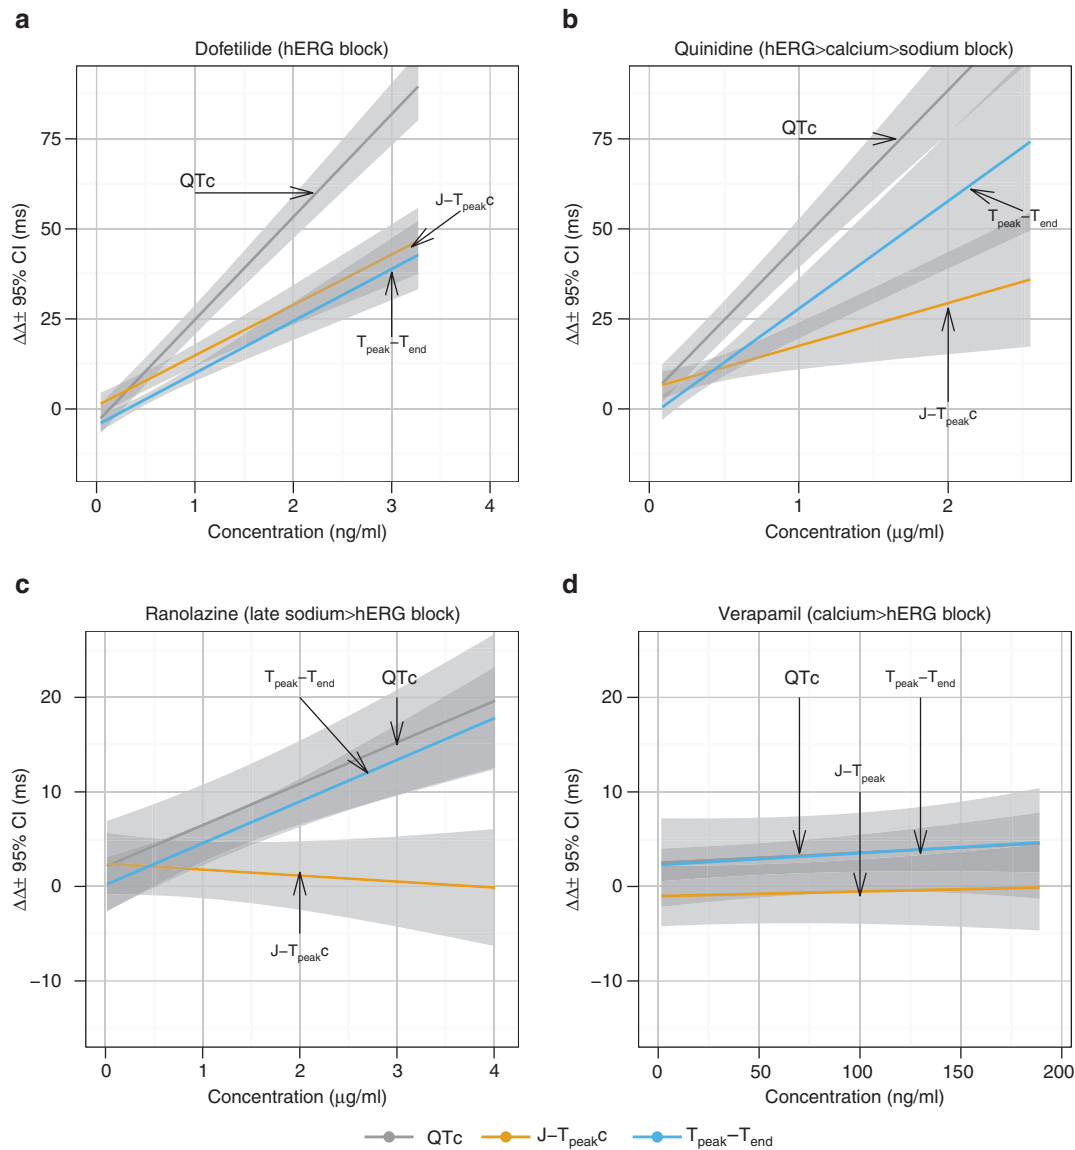 a
Dofetilide (hERG block)
ΔΔ± 95% CI (ms)
75
50
25
0
QTc
J–Tpeakc
Tpeak–Tend
0 1 2 3 4
Concentration (ng/ml)
b
Quinidine (hERG>calcium>sodium block)
ΔΔ± 95% CI (ms)
75
50
25
0
QTc
Tpeak–Tend
J–Tpeakc
0 1 2
Concentration (μg/ml)
c
Ranolazine (late sodium>hERG block)
ΔΔ± 95% CI (ms)
20
10
0
−10
Tpeak–Tend QTc
J–Tpeakc
0 1 2 3 4
Concentration (μg/ml)
d
Verapamil (calcium>hERG block)
ΔΔ± 95% CI (ms)
20
10
0
−10
QTc Tpeak–Tend
J–Tpeak
0 50 100 150 200
Concentration (ng/ml)
QTc J–Tpeakc Tpeak–Tend